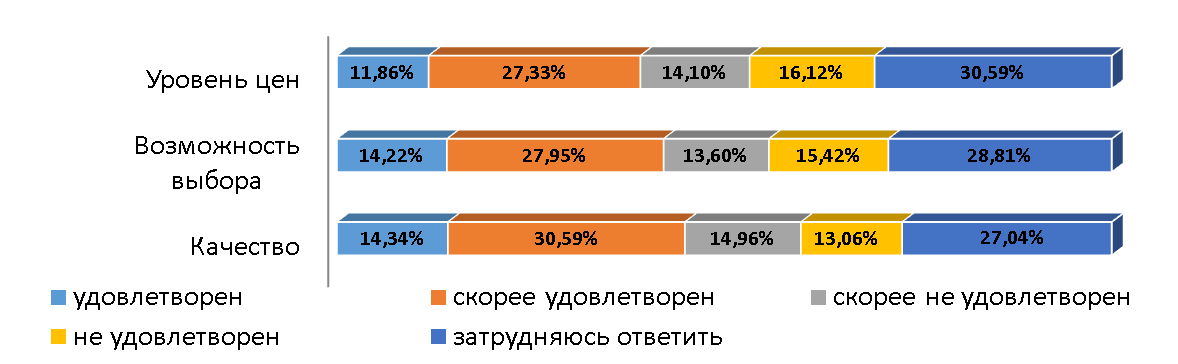 Уровень цен
11,86% 27,33% 14,10% 16,12% 30,59%
Возможность
выбора
14,22% 27,95% 13,60% 15,42% 28,81%
Качество
14,34% 30,59% 14,96% 13,06% 27,04%
удовлетворен скорее удовлетворен скорее не удовлетворен
не удовлетворен затрудняюсь ответить